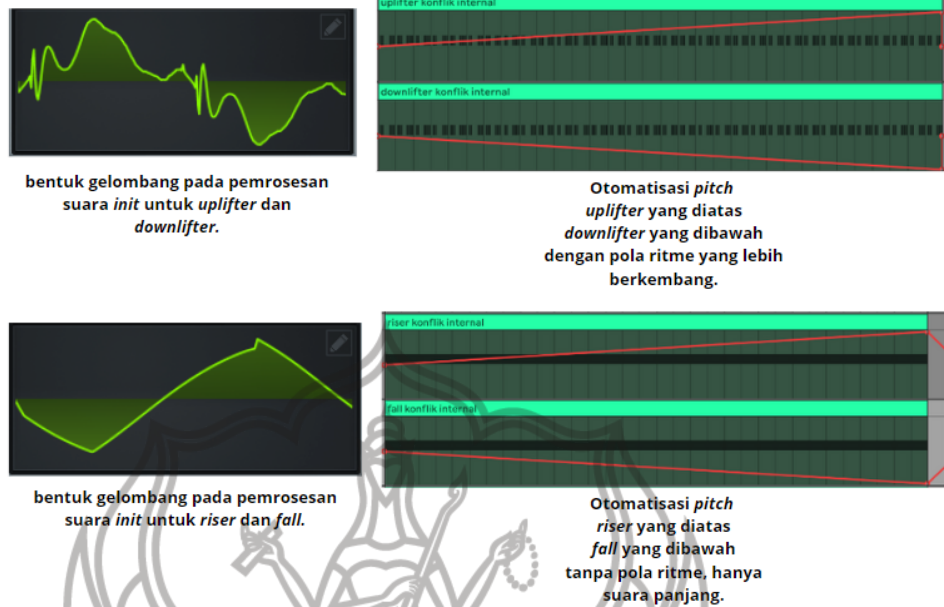 uplifter konflik internal
downlifter konflik internal
bentuk gelombang pada pemrosesan
suara init untuk uplifter dan
downlifter.
Otomatisasi pitch
uplifter yang diatas
downlifter yang dibawah
dengan pola ritme yang lebih
berkembang.
riser konflik internal
fall konflik internal
bentuk gelombang pada pemrosesan
suara init untuk riser dan fall.
Otomatisasi pitch
riser yang diatas
fall yang dibawah
tanpa pola ritme, hanya
suara panjang.